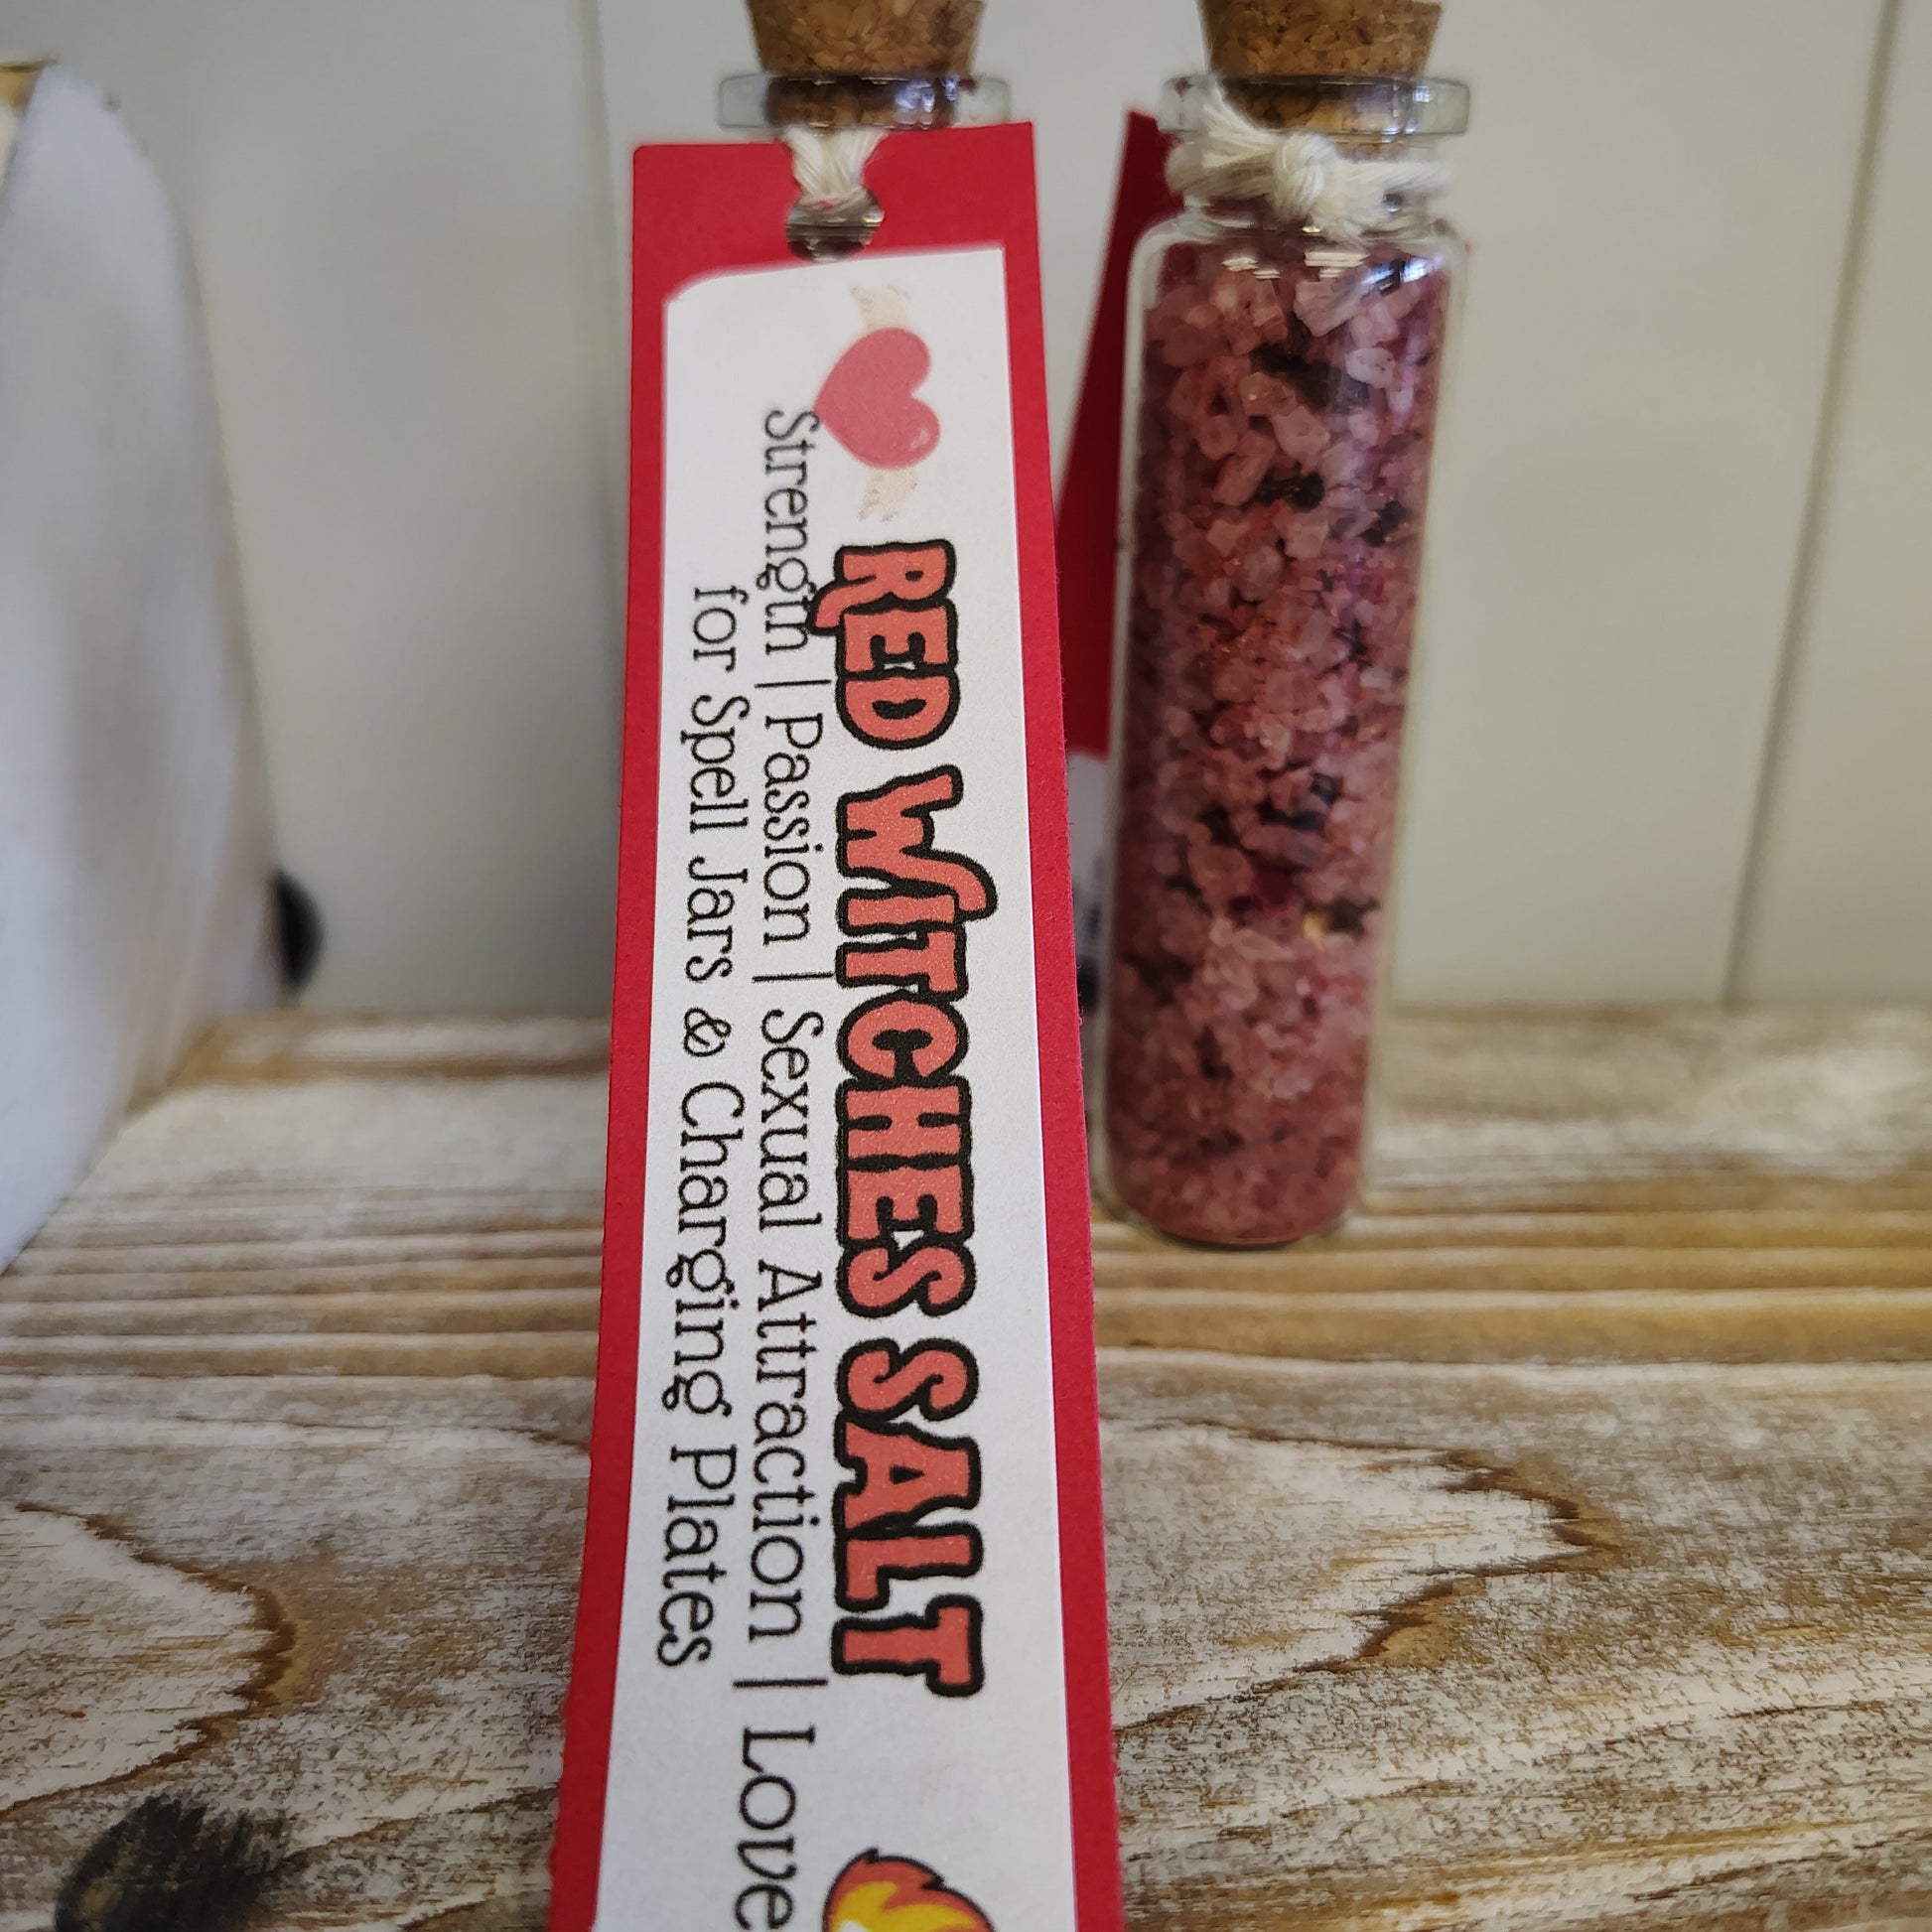 RED WITCHES SALT
Strength | Passion | Sexual Attraction | Love
for Spell Jars & Charging Plates